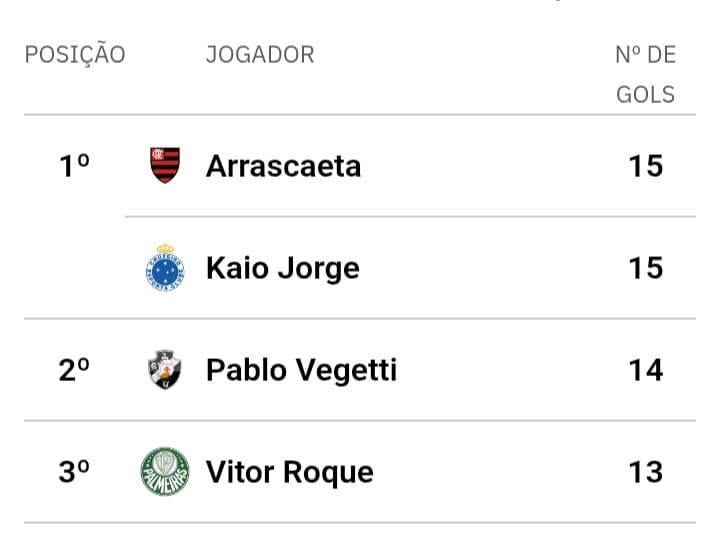 POSIÇÃO JOGADOR Nº DE
GOLS
1º Arrascaeta 15
Kaio Jorge 15
2º Pablo Vegetti 14
3º PALMEIRAS Vitor Roque 13